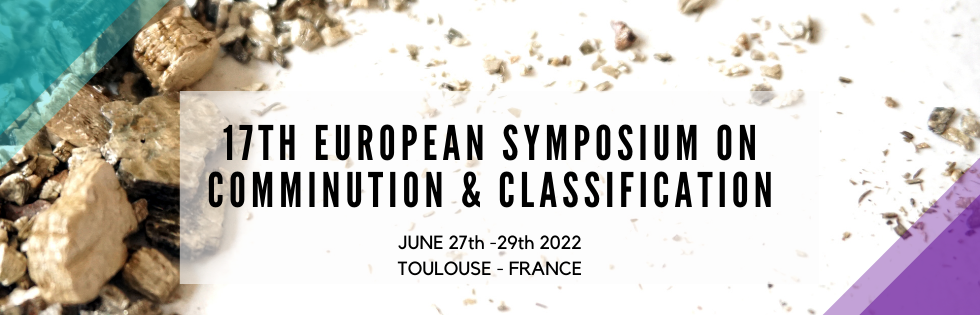 17TH EUROPEAN SYMPOSIUM ON
COMMINUTION & CLASSIFICATION
JUNE 27th -29th 2022
TOULOUSE - FRANCE